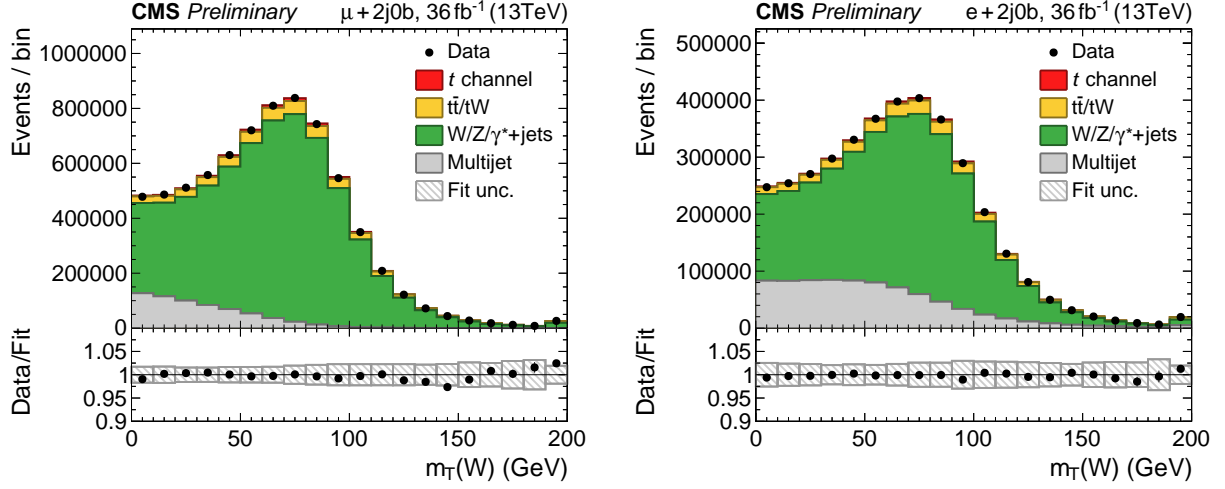 CMS Preliminary μ + 2j0b, 36 fb⁻¹ (13TeV)
Events / bin
1000000
800000
600000
400000
200000
0
Data
t channel
tt̄/tW
W/Z/γ*+jets
Multijet
Fit unc.
Data/Fit
1.05
1
0.95
0.9
0 50 100 150 200
m_T(W) (GeV)
CMS Preliminary e + 2j0b, 36 fb⁻¹ (13TeV)
Events / bin
500000
400000
300000
200000
100000
0
Data
t channel
tt̄/tW
W/Z/γ*+jets
Multijet
Fit unc.
Data/Fit
1.05
1
0.95
0.9
0 50 100 150 200
m_T(W) (GeV)